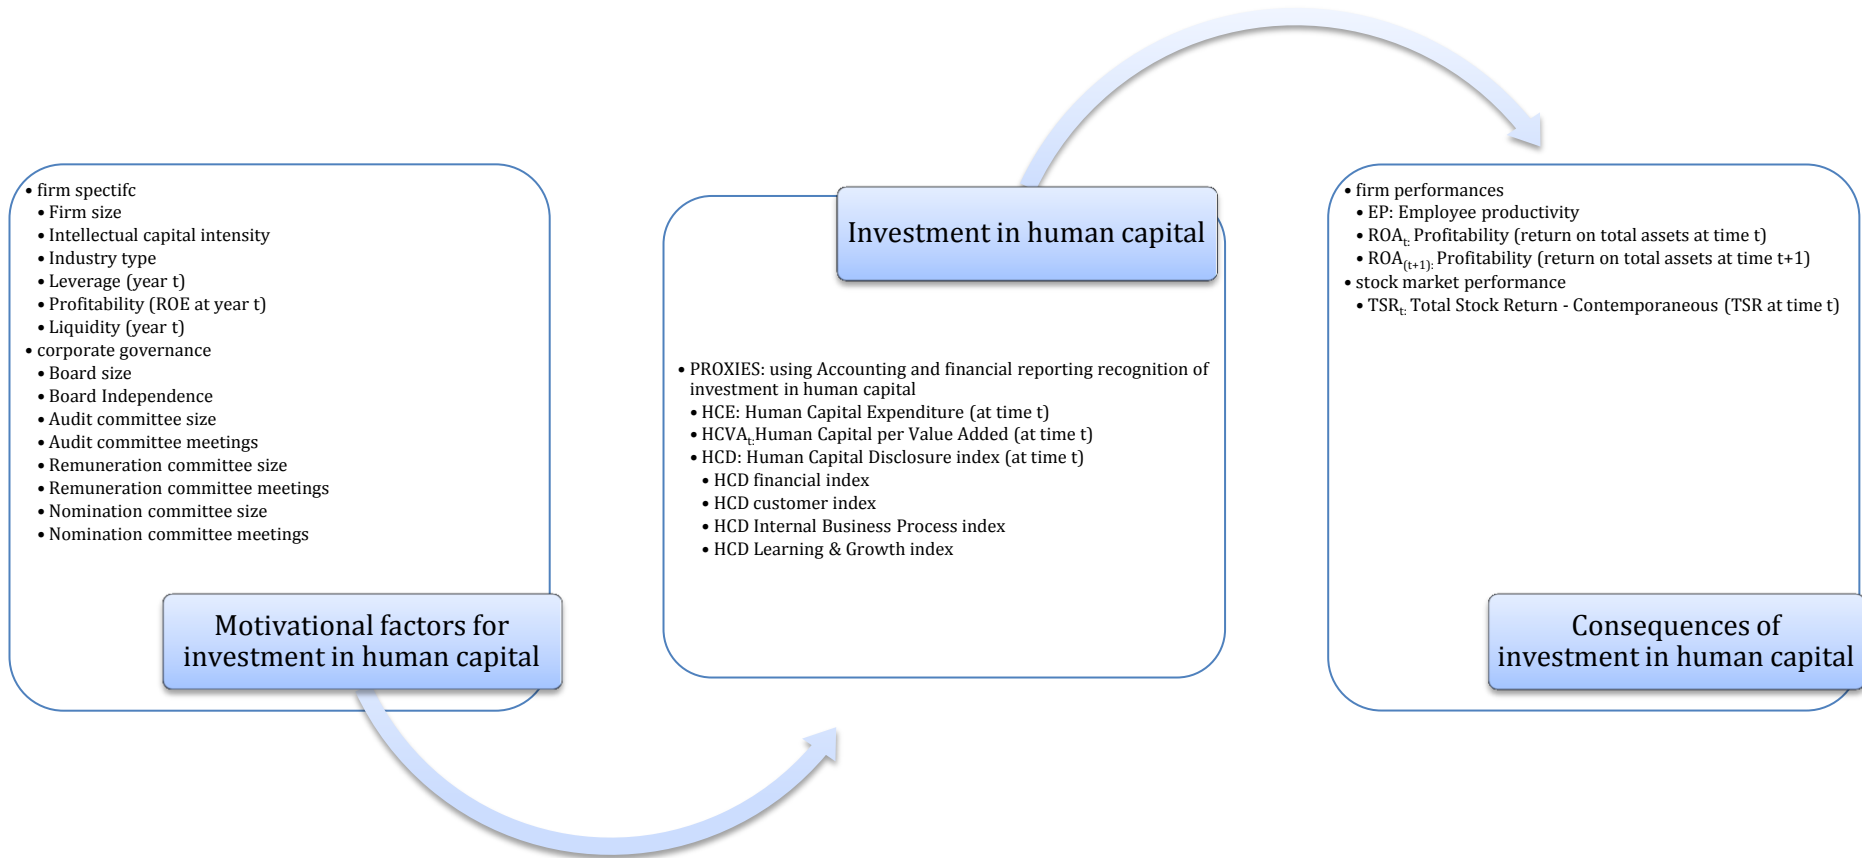 • firm spectifc
• Firm size
• Intellectual capital intensity
• Industry type
• Leverage (year t)
• Profitability (ROE at year t)
• Liquidity (year t)
• corporate governance
• Board size
• Board Independence
• Audit committee size
• Audit committee meetings
• Remuneration committee size
• Remuneration committee meetings
• Nomination committee size
• Nomination committee meetings
Motivational factors for
investment in human capital
Investment in human capital
• PROXIES: using Accounting and financial reporting recognition of
investment in human capital
• HCE: Human Capital Expenditure (at time t)
• HCVAt:Human Capital per Value Added (at time t)
• HCD: Human Capital Disclosure index (at time t)
• HCD financial index
• HCD customer index
• HCD Internal Business Process index
• HCD Learning & Growth index
• firm performances
• EP: Employee productivity
• ROAt: Profitability (return on total assets at time t)
• ROA(t+1): Profitability (return on total assets at time t+1)
• stock market performance
• TSRt: Total Stock Return - Contemporaneous (TSR at time t)
Consequences of
investment in human capital